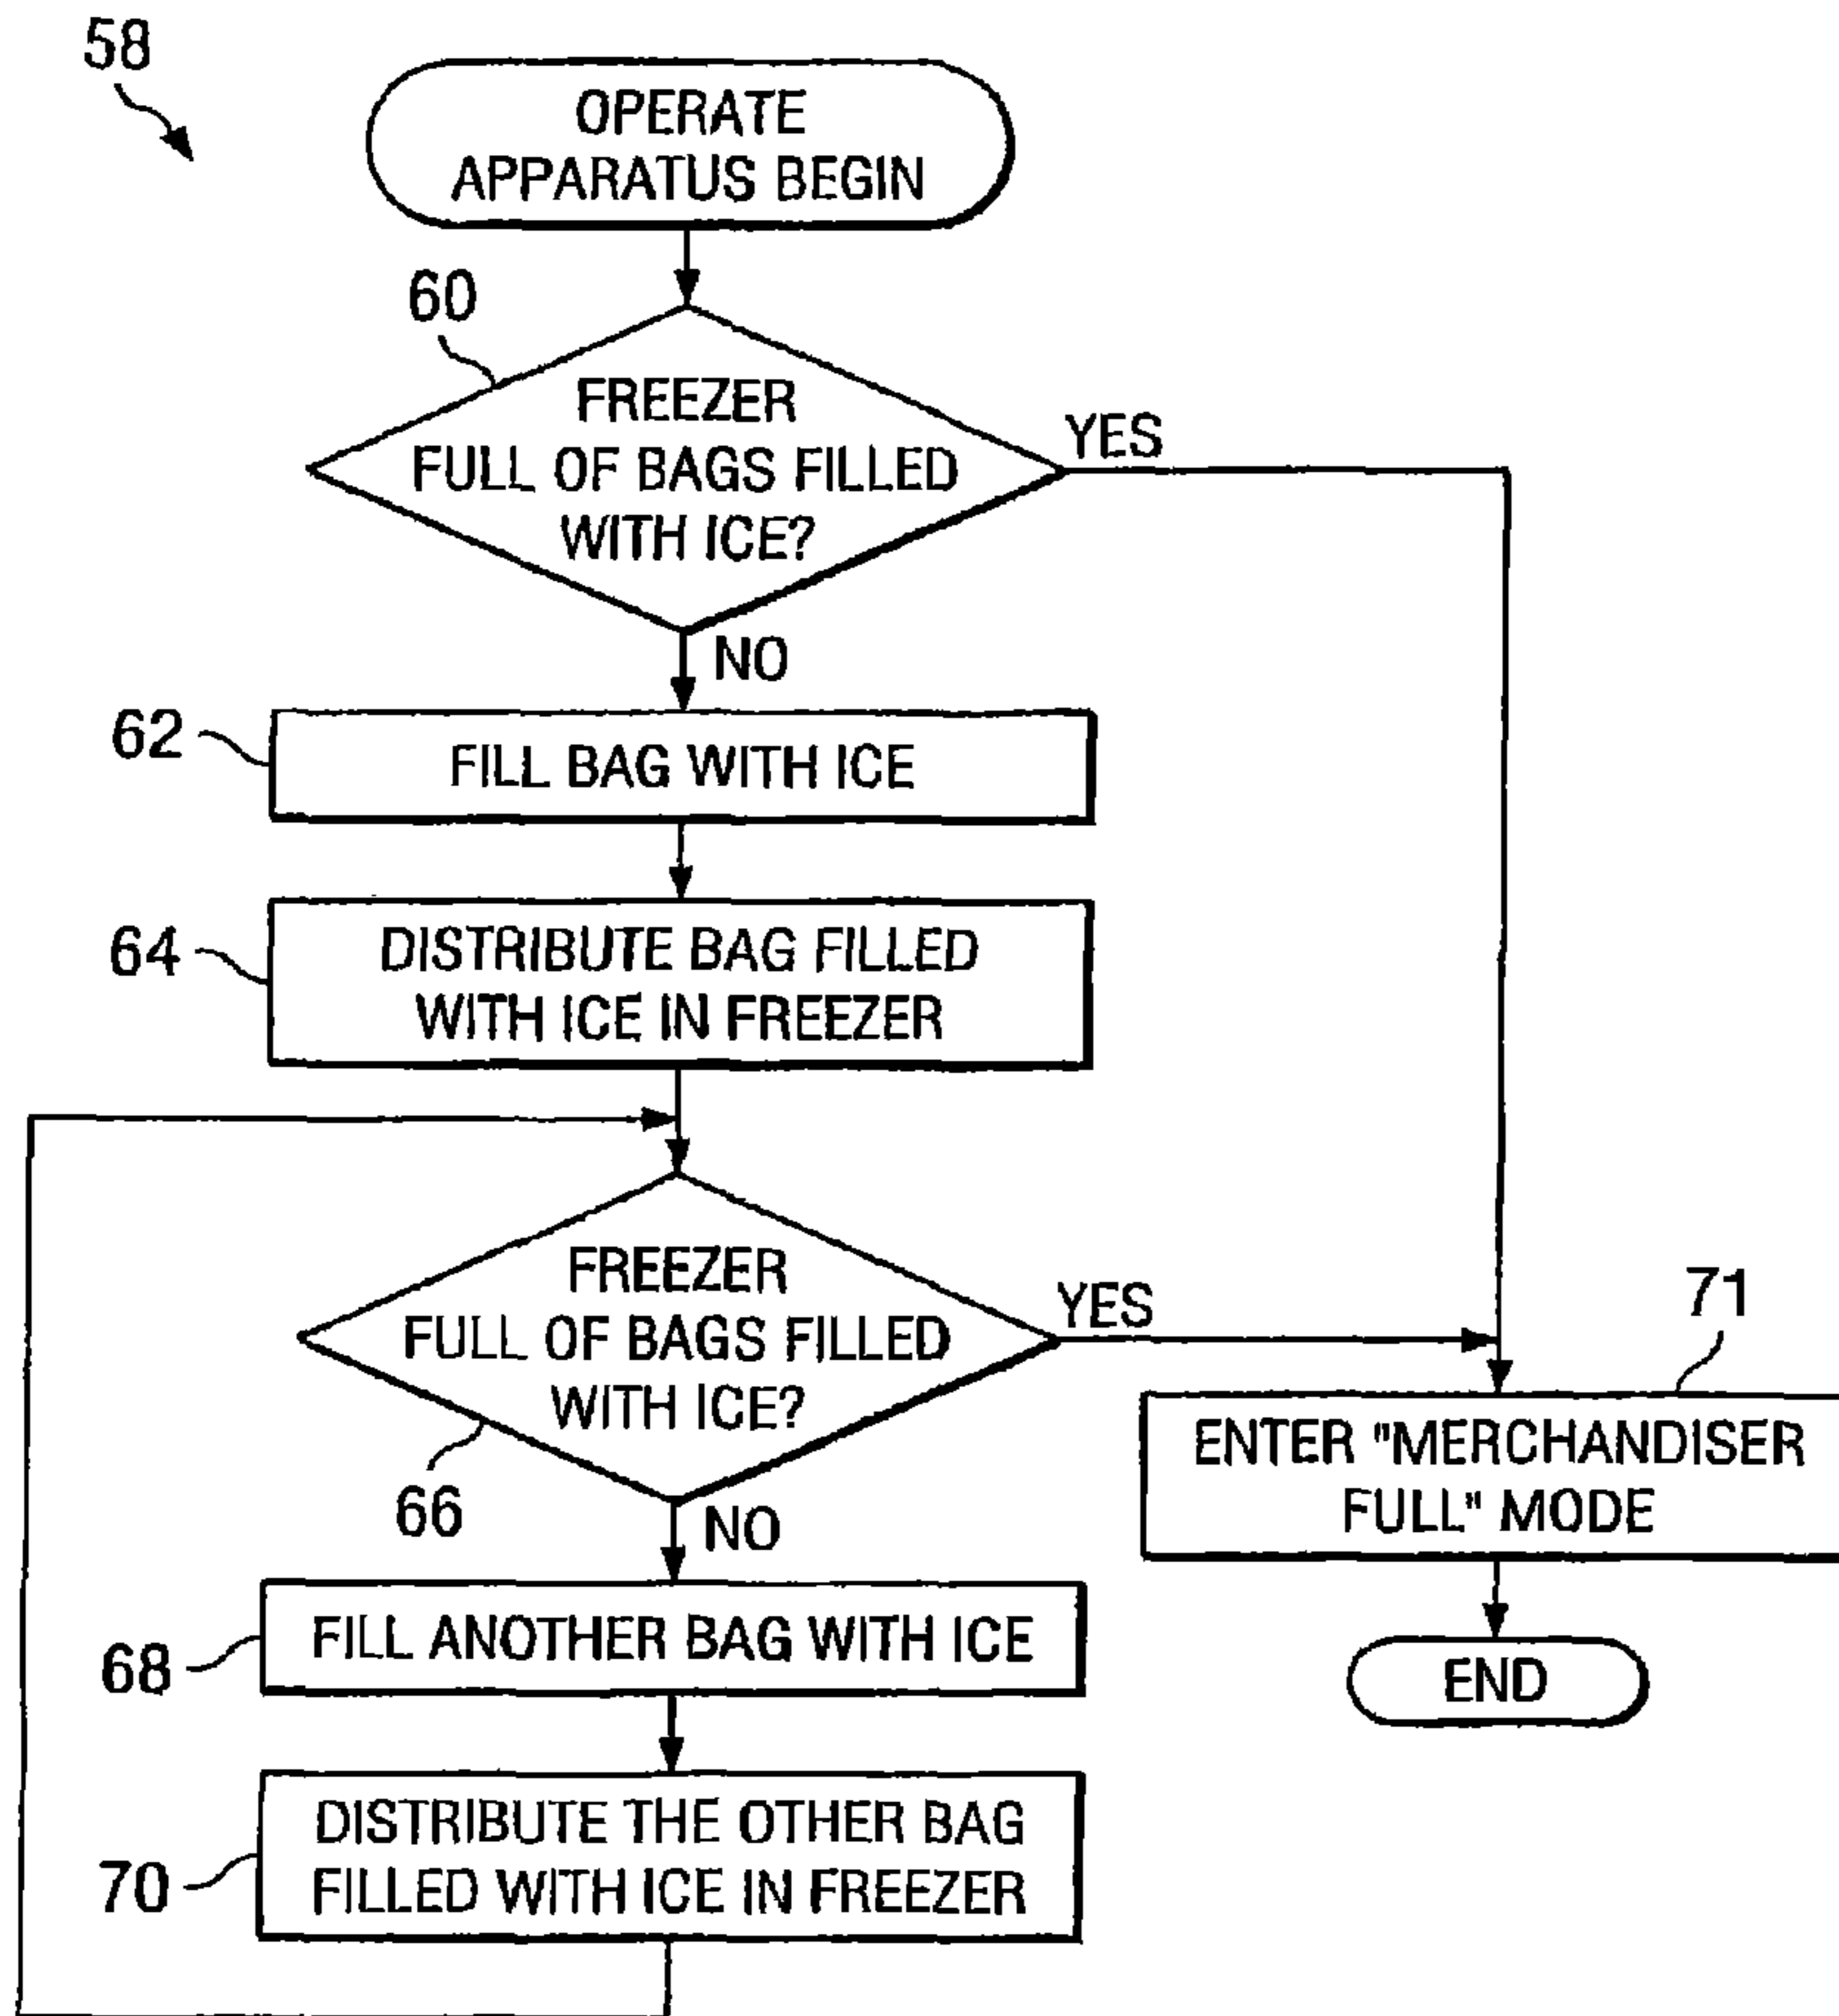 58
OPERATE
APPARATUS BEGIN
60
FREEZER
FULL OF BAGS FILLED
WITH ICE?
YES
NO
62
FILL BAG WITH ICE
64
DISTRIBUTE BAG FILLED
WITH ICE IN FREEZER
FREEZER
FULL OF BAGS FILLED
WITH ICE?
YES
66
NO
71
ENTER "MERCHANDISER
FULL" MODE
68
FILL ANOTHER BAG WITH ICE
END
70
DISTRIBUTE THE OTHER BAG
FILLED WITH ICE IN FREEZER